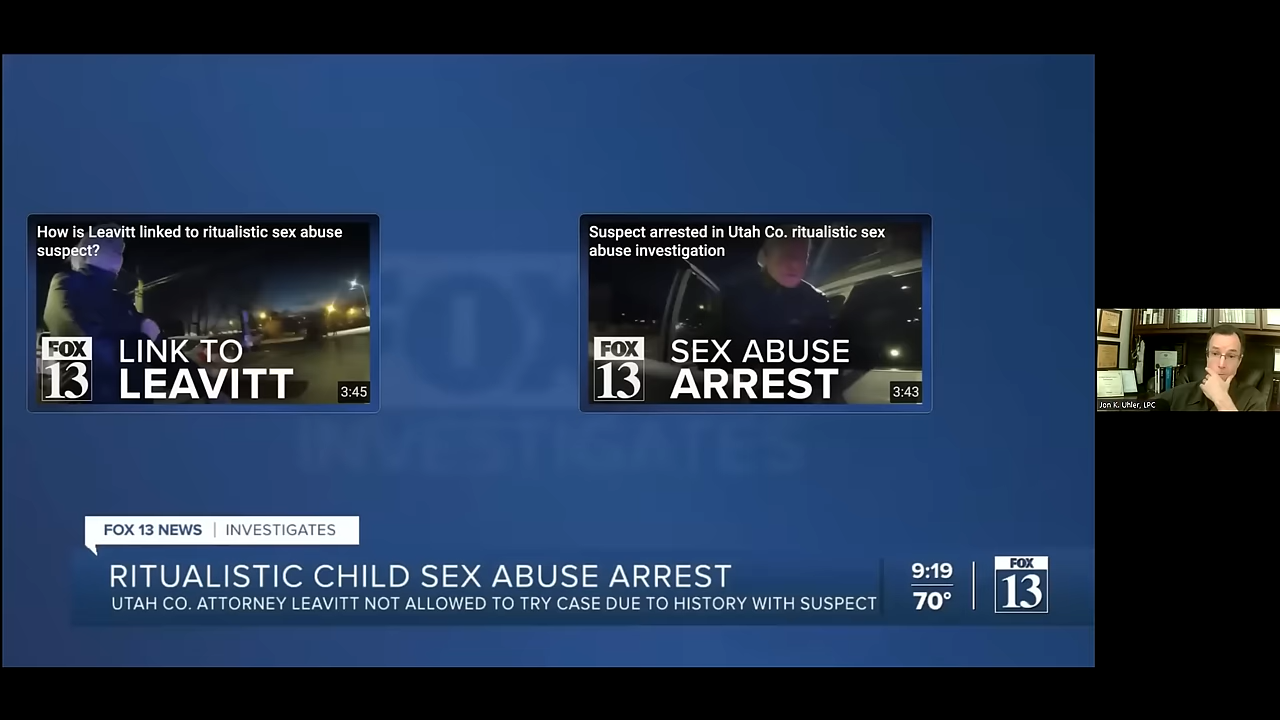 How is Leavitt linked to ritualistic sex abuse
suspect?
FOX
13
LINK TO
LEAVITT
3:45
Suspect arrested in Utah Co. ritualistic sex
abuse investigation
FOX
13
SEX ABUSE
ARREST
3:43
FOX
INVESTIGATES
FOX 13 NEWS | INVESTIGATES
RITUALISTIC CHILD SEX ABUSE ARREST
UTAH CO. ATTORNEY LEAVITT NOT ALLOWED TO TRY CASE DUE TO HISTORY WITH SUSPECT
9:19
70°
FOX
13
Jon K. Uhler, LPC